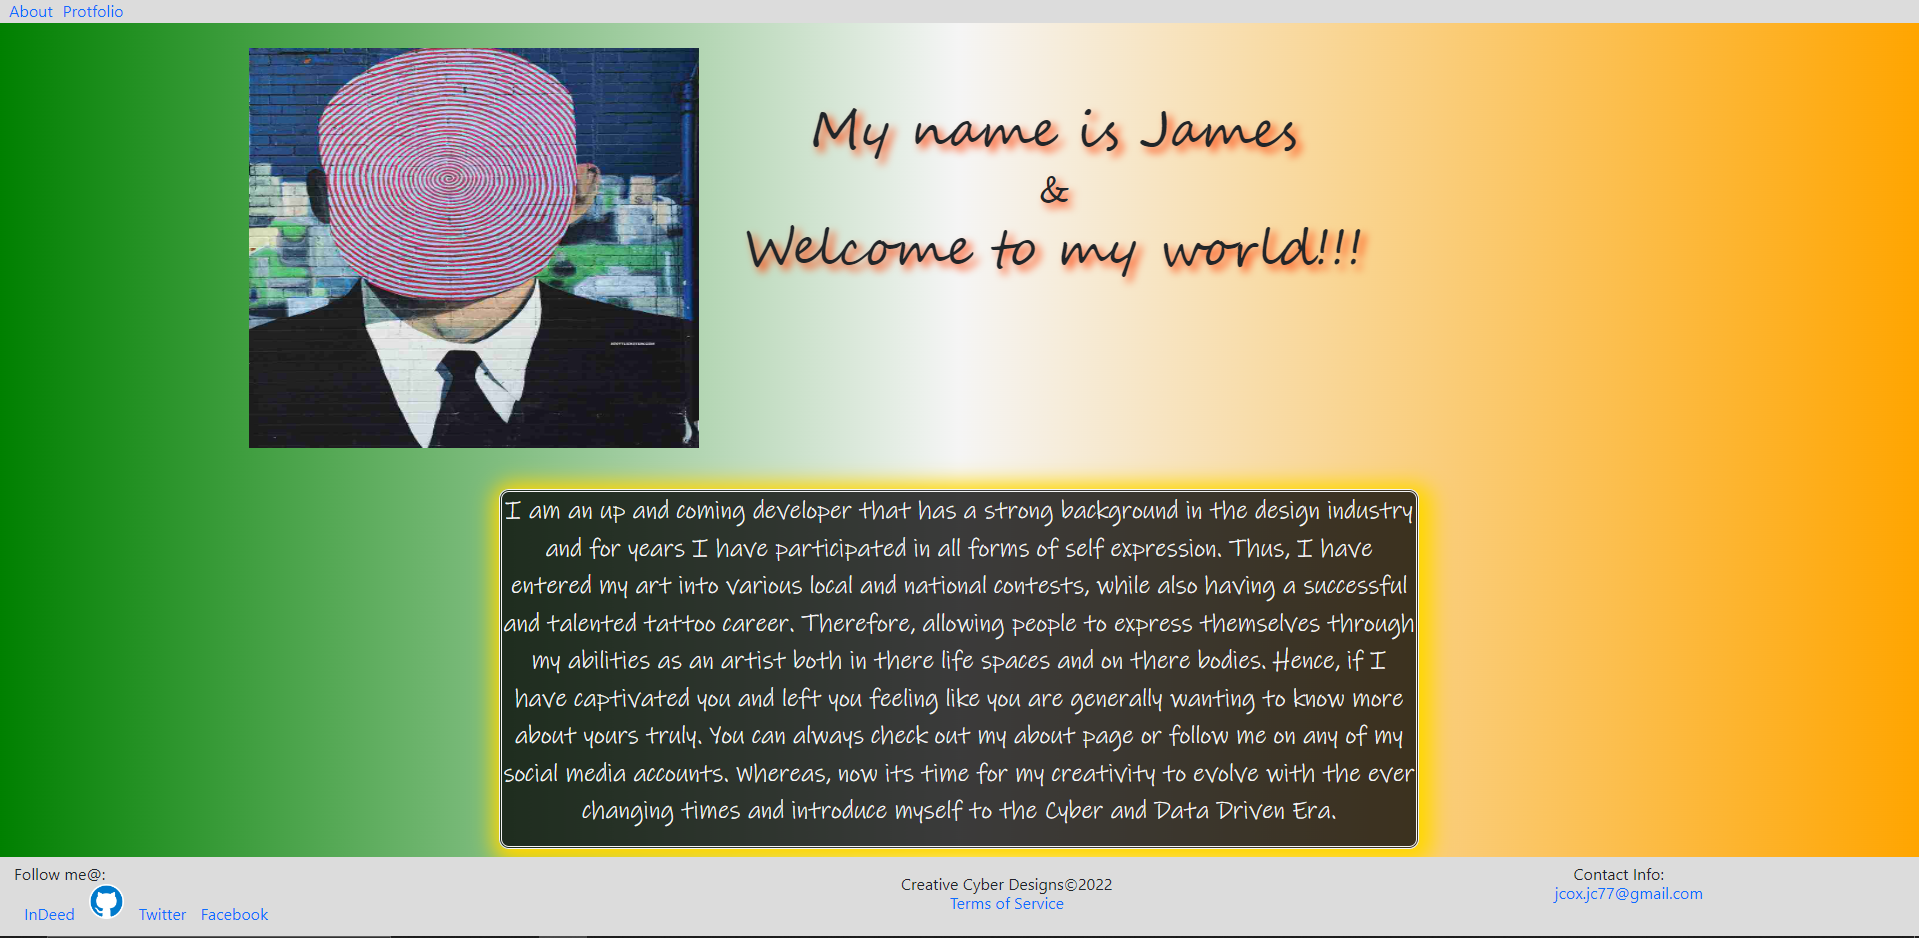 About Protfolio
My name is James
&
Welcome to my world!!!
I am an up and coming developer that has a strong background in the design industry
and for years I have participated in all forms of self expression. Thus, I have
entered my art into various local and national contests, while also having a successful
and talented tattoo career. Therefore, allowing people to express themselves through
my abilities as an artist both in there life spaces and on there bodies. Hence, if I
have captivated you and left you feeling like you are generally wanting to know more
about yours truly. You can always check out my about page or follow me on any of my
social media accounts. Whereas, now its time for my creativity to evolve with the ever
changing times and introduce myself to the Cyber and Data Driven Era.
Follow me@:
InDeed Twitter Facebook
Creative Cyber Designs©2022
Terms of Service
Contact Info:
jcox.jc77@gmail.com